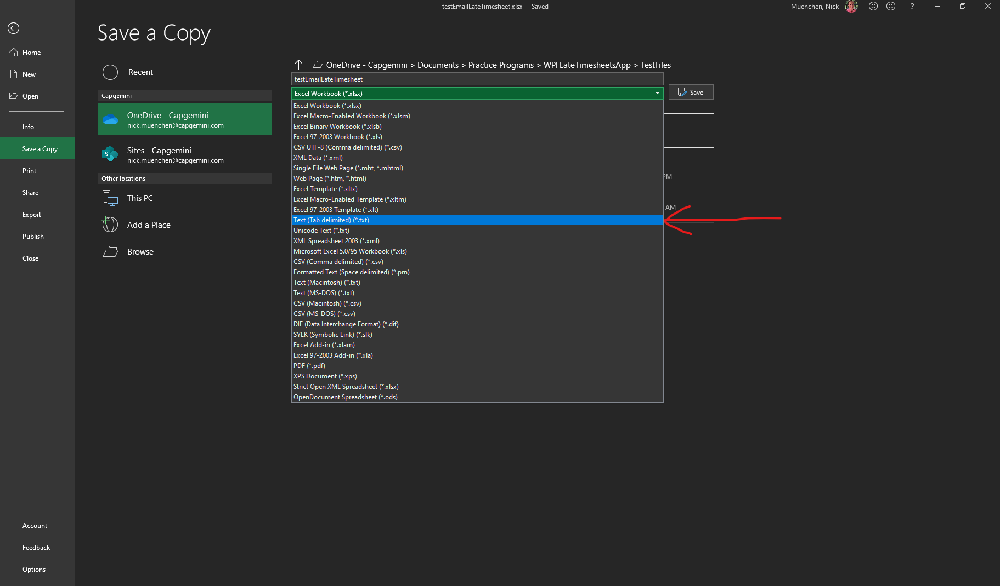 testEmailLateTimesheet.xlsx - Saved
Muenchen, Nick
?
Save a Copy
Home
New
Open
Info
Save a Copy
Print
Share
Export
Publish
Close
Account
Feedback
Options
Recent
Capgemini
OneDrive - Capgemini
nick.muenchen@capgemini.com
S
Sites - Capgemini
nick.muenchen@capgemini.com
Other locations
This PC
Add a Place
Browse
OneDrive - Capgemini > Documents > Practice Programs > WPFLateTimesheetsApp > TestFiles
testEmailLateTimesheet
Excel Workbook (*.xlsx)
Save
Excel Workbook (*.xlsx)
Excel Macro-Enabled Workbook (*.xlsm)
Excel Binary Workbook (*.xlsb)
Excel 97-2003 Workbook (*.xls)
CSV UTF-8 (Comma delimited) (*.csv)
XML Data (*.xml)
Single File Web Page (*.mht, *.mhtml)
Web Page (*.htm, *.html)
PM
Excel Template (*.xltx)
Excel Macro-Enabled Template (*.xltm)
Excel 97-2003 Template (*.xlt)
AM
Text (Tab delimited) (*.txt)
Unicode Text (*.txt)
XML Spreadsheet 2003 (*.xml)
Microsoft Excel 5.0/95 Workbook (*.xls)
CSV (Comma delimited) (*.csv)
Formatted Text (Space delimited) (*.prn)
Text (Macintosh) (*.txt)
Text (MS-DOS) (*.txt)
CSV (Macintosh) (*.csv)
CSV (MS-DOS) (*.csv)
DIF (Data Interchange Format) (*.dif)
SYLK (Symbolic Link) (*.slk)
Excel Add-in (*.xlam)
Excel 97-2003 Add-in (*.xla)
PDF (*.pdf)
XPS Document (*.xps)
Strict Open XML Spreadsheet (*.xlsx)
OpenDocument Spreadsheet (*.ods)